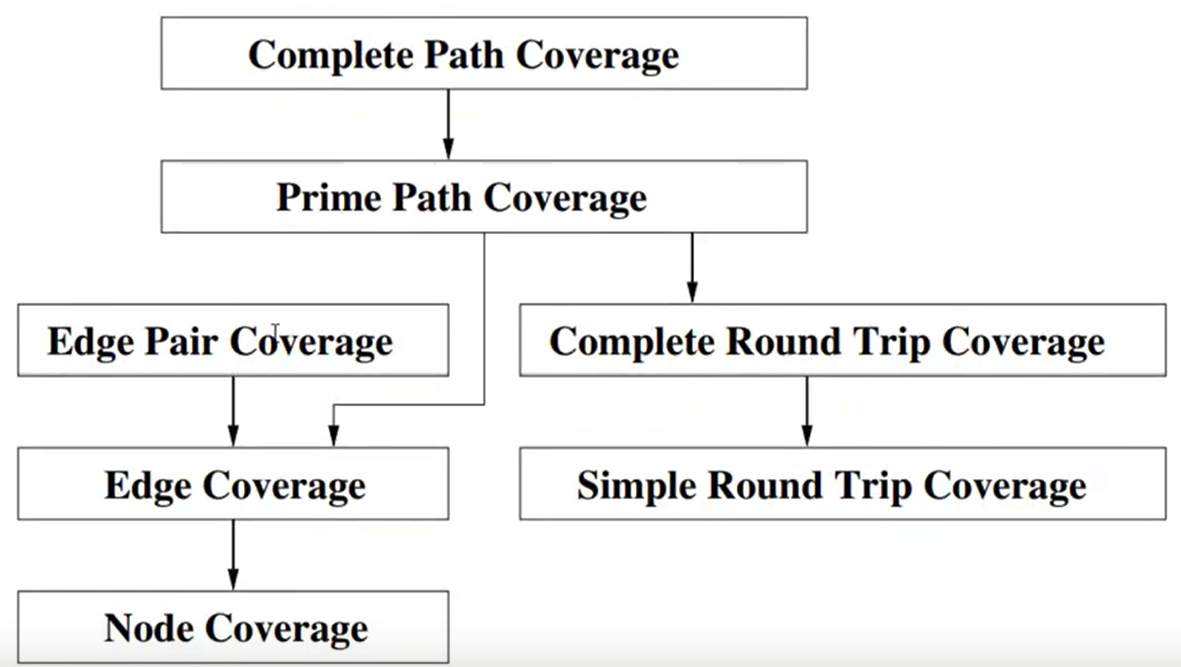 Complete Path Coverage
Prime Path Coverage
Edge Pair Coverage
Complete Round Trip Coverage
Edge Coverage
Simple Round Trip Coverage
Node Coverage